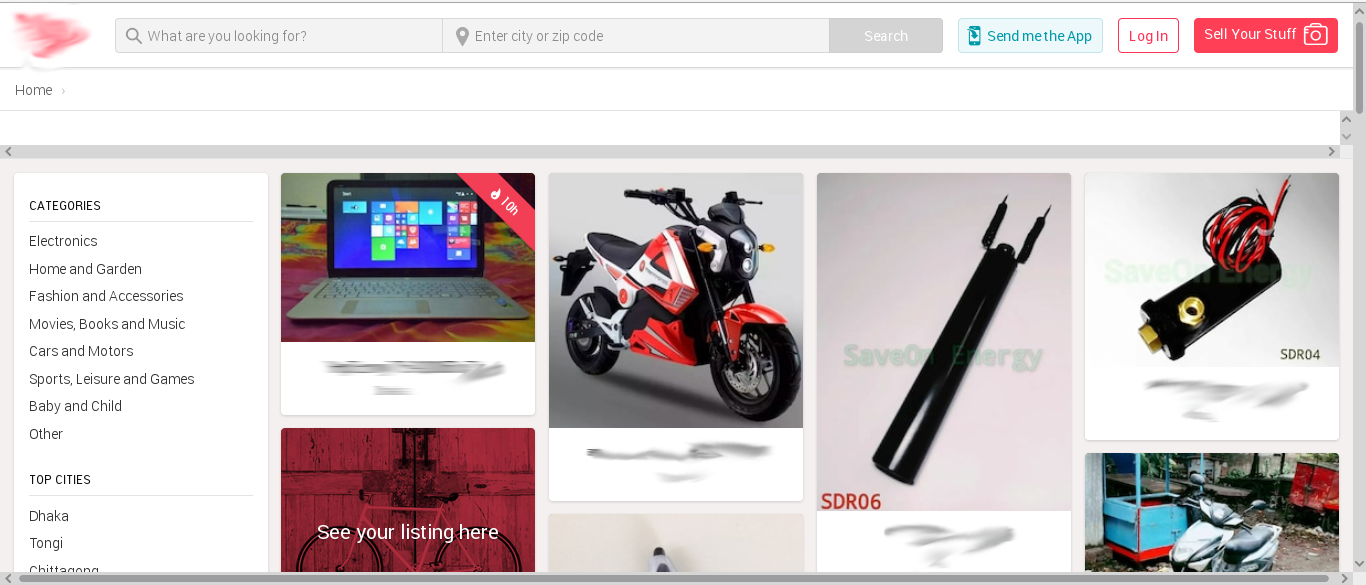 What are you looking for?
Enter city or zip code
Search
Send me the App
Log In
Sell Your Stuff
Home ›
CATEGORIES
Electronics
Home and Garden
Fashion and Accessories
Movies, Books and Music
Cars and Motors
Sports, Leisure and Games
Baby and Child
Other
TOP CITIES
Dhaka
Tongi
Chittagong
10h
See your listing here
SaveOn Energy
SDR06
SaveOn Energy
SDR04